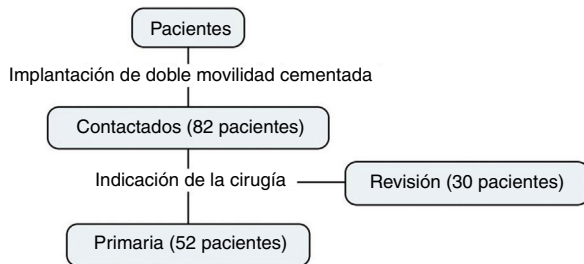 Pacientes
Implantación de doble movilidad cementada
Contactados (82 pacientes)
Indicación de la cirugía
Revisión (30 pacientes)
Primaria (52 pacientes)